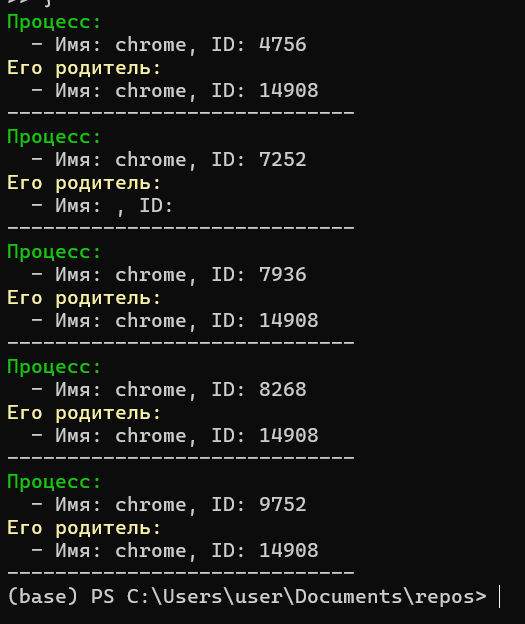 Процесс:
- Имя: chrome, ID: 4756
Его родитель:
- Имя: chrome, ID: 14908
-----------------------------
Процесс:
- Имя: chrome, ID: 7252
Его родитель:
- Имя: , ID:
-----------------------------
Процесс:
- Имя: chrome, ID: 7936
Его родитель:
- Имя: chrome, ID: 14908
-----------------------------
Процесс:
- Имя: chrome, ID: 8268
Его родитель:
- Имя: chrome, ID: 14908
-----------------------------
Процесс:
- Имя: chrome, ID: 9752
Его родитель:
- Имя: chrome, ID: 14908
-----------------------------
(base) PS C:\Users\user\Documents\repos>